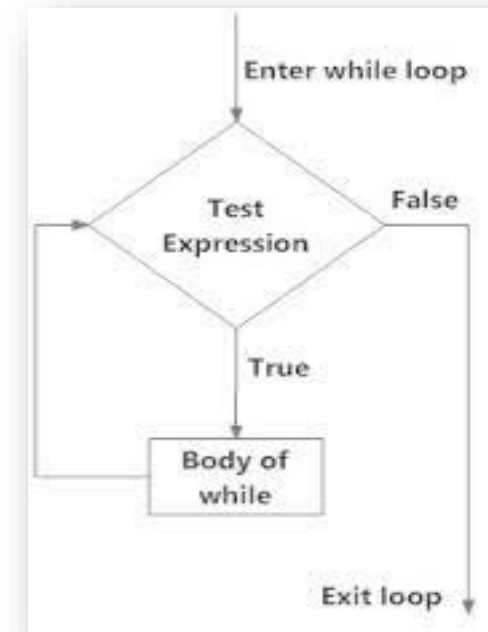 Enter while loop
Test
Expression
False
True
Body of
while
Exit loop